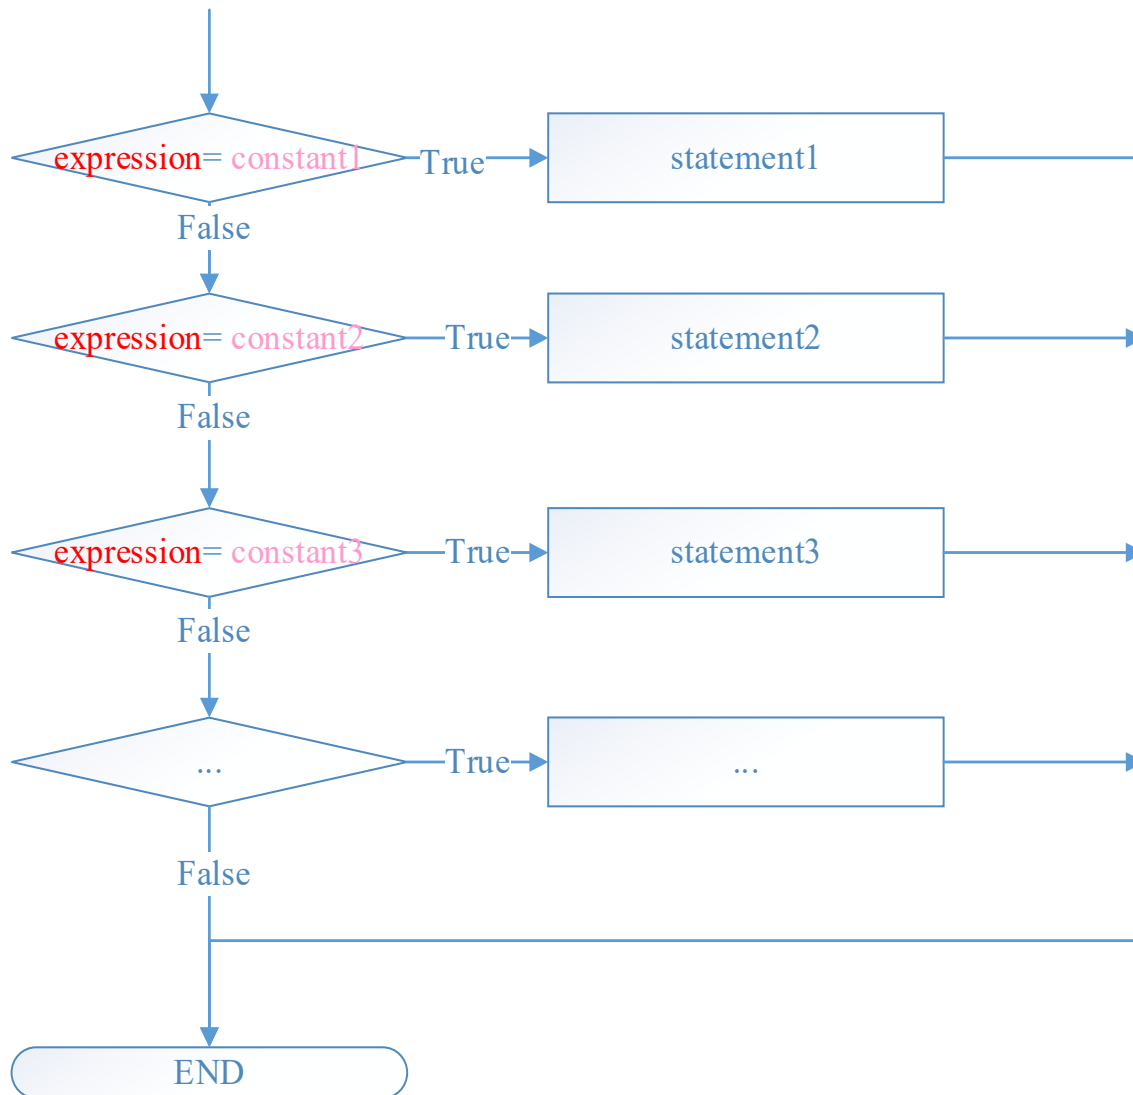 expression= constant1
True
statement1
False
expression= constant2
True
statement2
False
expression= constant3
True
statement3
False
...
True
...
False
END